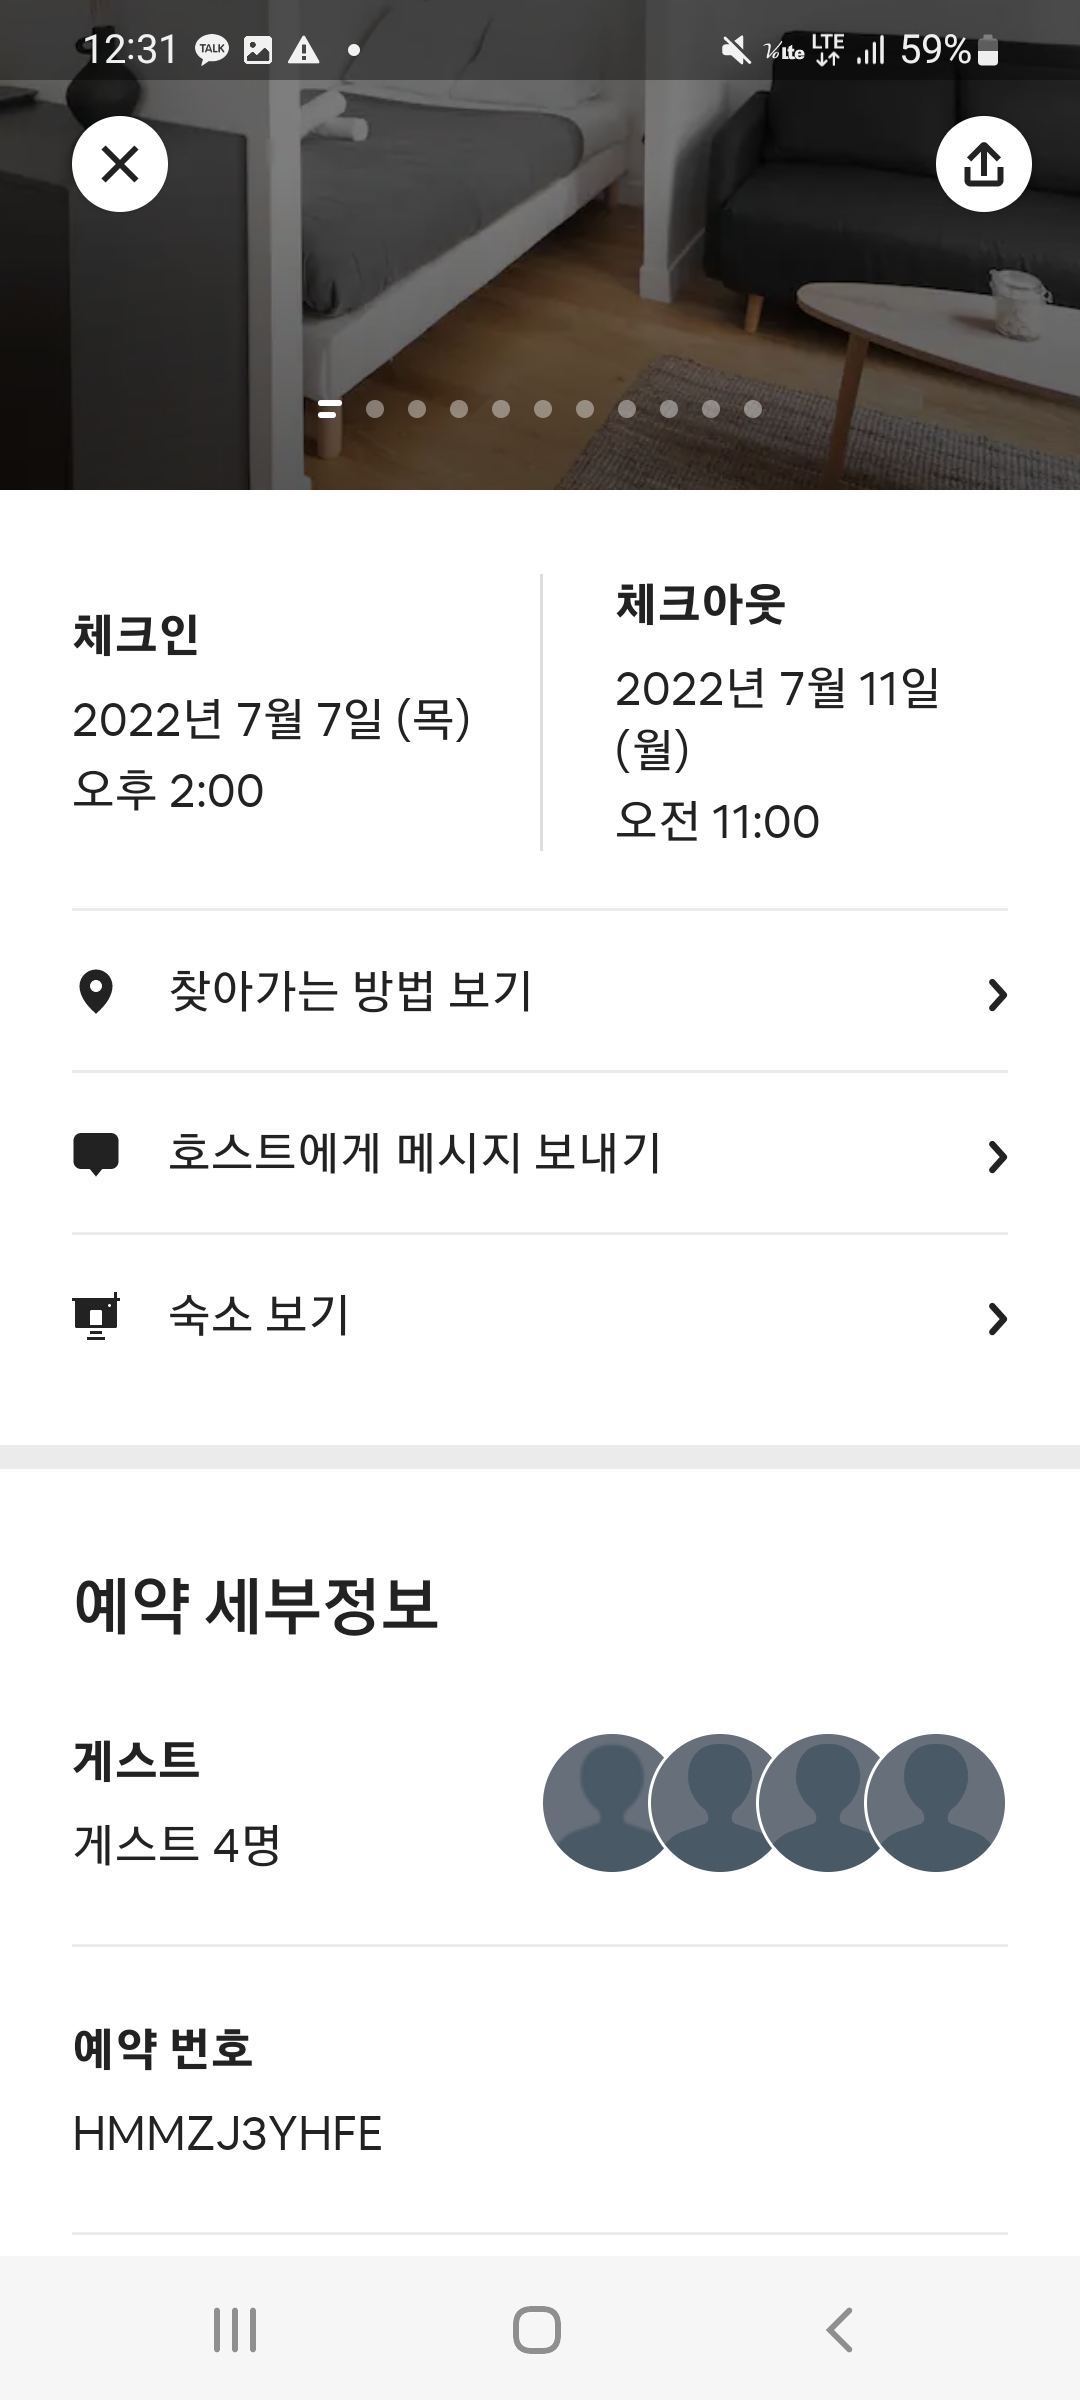 12:31 TALK LTE 59%
체크인
2022년 7월 7일 (목)
오후 2:00
체크아웃
2022년 7월 11일
(월)
오전 11:00
찾아가는 방법 보기
호스트에게 메시지 보내기
숙소 보기
예약 세부정보
게스트
게스트 4명
예약 번호
HMMZJ3YHFE